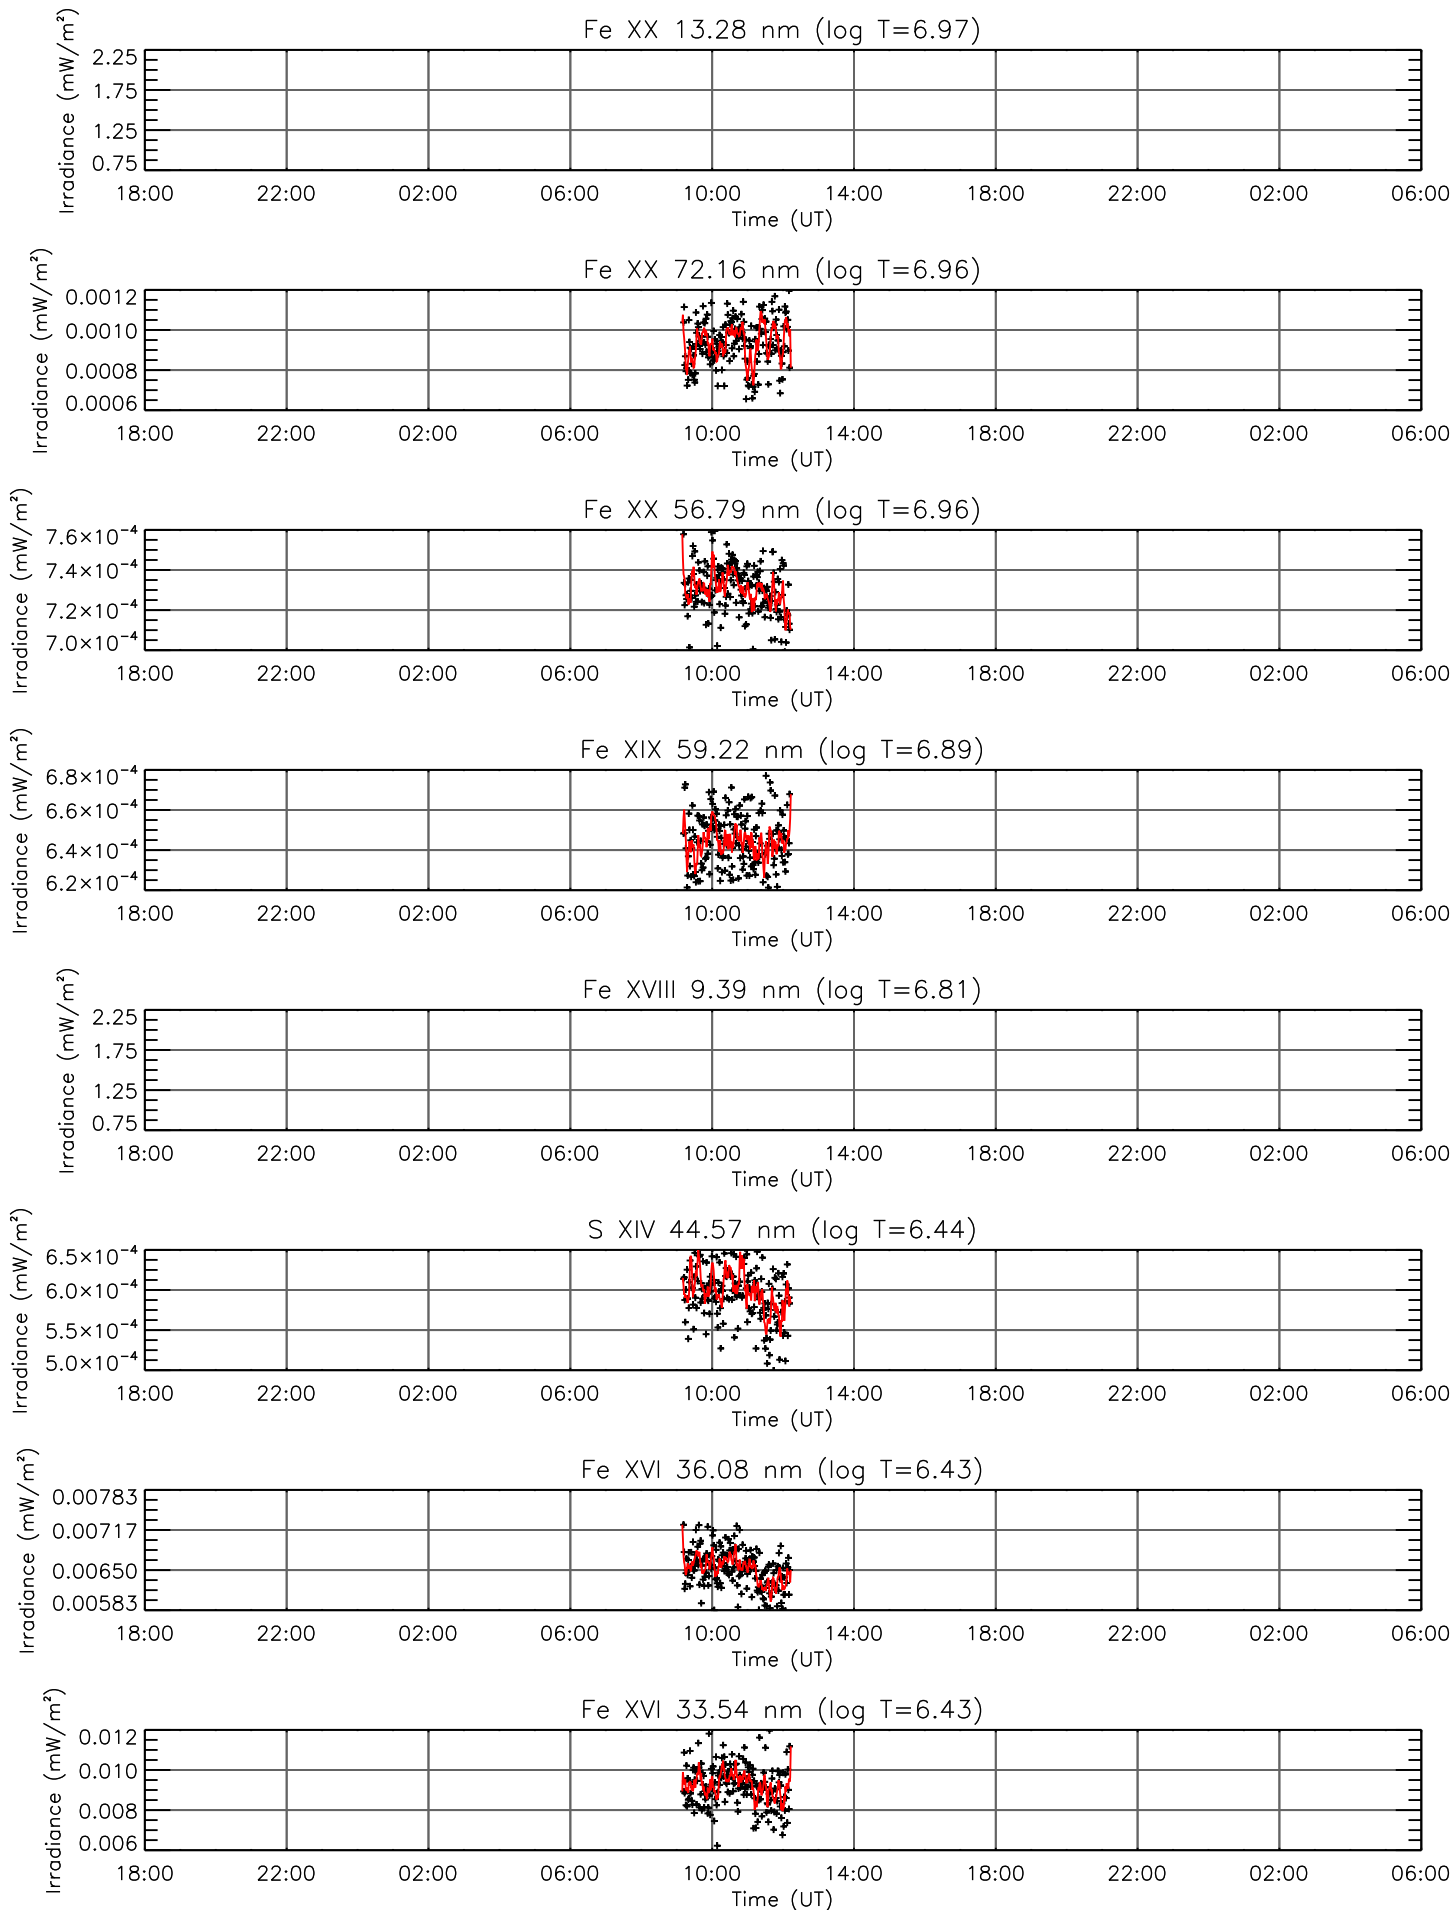 Fe XX 13.28 nm (log T=6.97)
Irradiance (mW/m²)
2.25
1.75
1.25
0.75
18:00 22:00 02:00 06:00 10:00 14:00 18:00 22:00 02:00 06:00
Time (UT)
Fe XX 72.16 nm (log T=6.96)
Irradiance (mW/m²)
0.0012
0.0010
0.0008
0.0006
18:00 22:00 02:00 06:00 10:00 14:00 18:00 22:00 02:00 06:00
Time (UT)
Fe XX 56.79 nm (log T=6.96)
Irradiance (mW/m²)
7.6×10⁻⁴
7.4×10⁻⁴
7.2×10⁻⁴
7.0×10⁻⁴
18:00 22:00 02:00 06:00 10:00 14:00 18:00 22:00 02:00 06:00
Time (UT)
Fe XIX 59.22 nm (log T=6.89)
Irradiance (mW/m²)
6.8×10⁻⁴
6.6×10⁻⁴
6.4×10⁻⁴
6.2×10⁻⁴
18:00 22:00 02:00 06:00 10:00 14:00 18:00 22:00 02:00 06:00
Time (UT)
Fe XVIII 9.39 nm (log T=6.81)
Irradiance (mW/m²)
2.25
1.75
1.25
0.75
18:00 22:00 02:00 06:00 10:00 14:00 18:00 22:00 02:00 06:00
Time (UT)
S XIV 44.57 nm (log T=6.44)
Irradiance (mW/m²)
6.5×10⁻⁴
6.0×10⁻⁴
5.5×10⁻⁴
5.0×10⁻⁴
18:00 22:00 02:00 06:00 10:00 14:00 18:00 22:00 02:00 06:00
Time (UT)
Fe XVI 36.08 nm (log T=6.43)
Irradiance (mW/m²)
0.00783
0.00717
0.00650
0.00583
18:00 22:00 02:00 06:00 10:00 14:00 18:00 22:00 02:00 06:00
Time (UT)
Fe XVI 33.54 nm (log T=6.43)
Irradiance (mW/m²)
0.012
0.010
0.008
0.006
18:00 22:00 02:00 06:00 10:00 14:00 18:00 22:00 02:00 06:00
Time (UT)